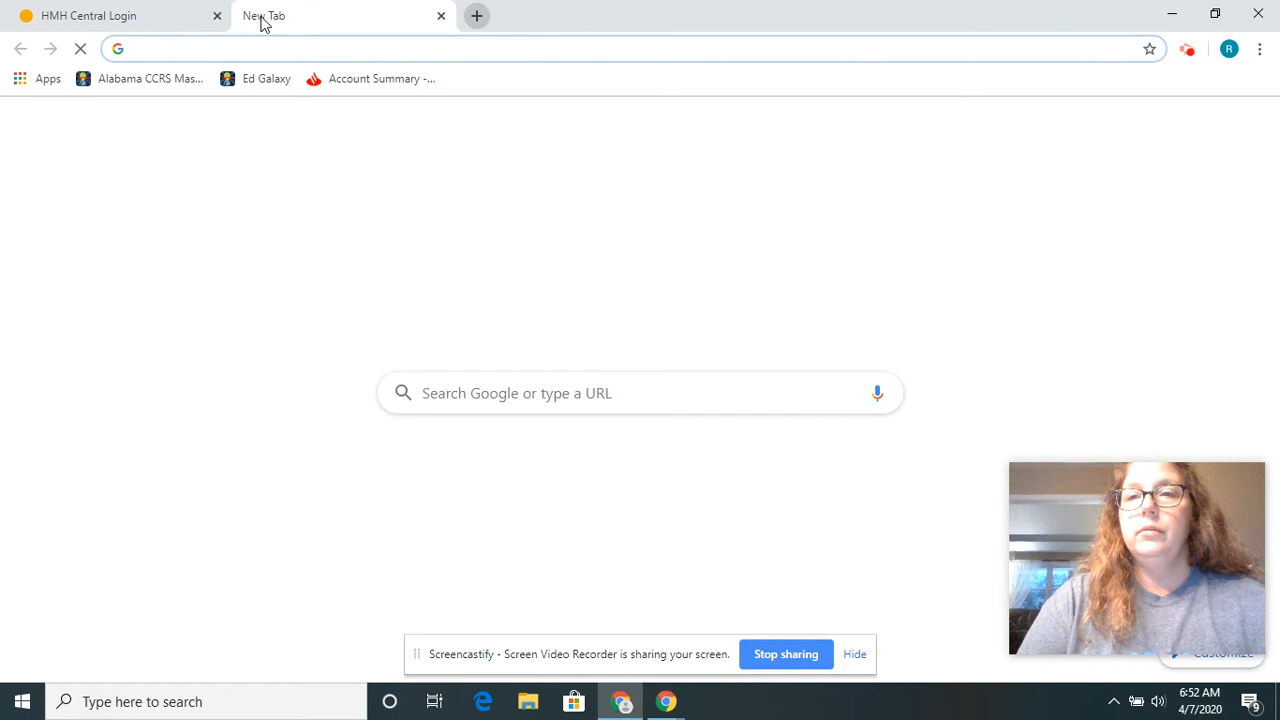 HMH Central Login
New Tab
R
Apps
Alabama CCRS Mas...
Ed Galaxy
Account Summary -...
Search Google or type a URL
Customize
Screencastify - Screen Video Recorder is sharing your screen.
Stop sharing
Hide
Type here to search
6:52 AM
4/7/2020
9